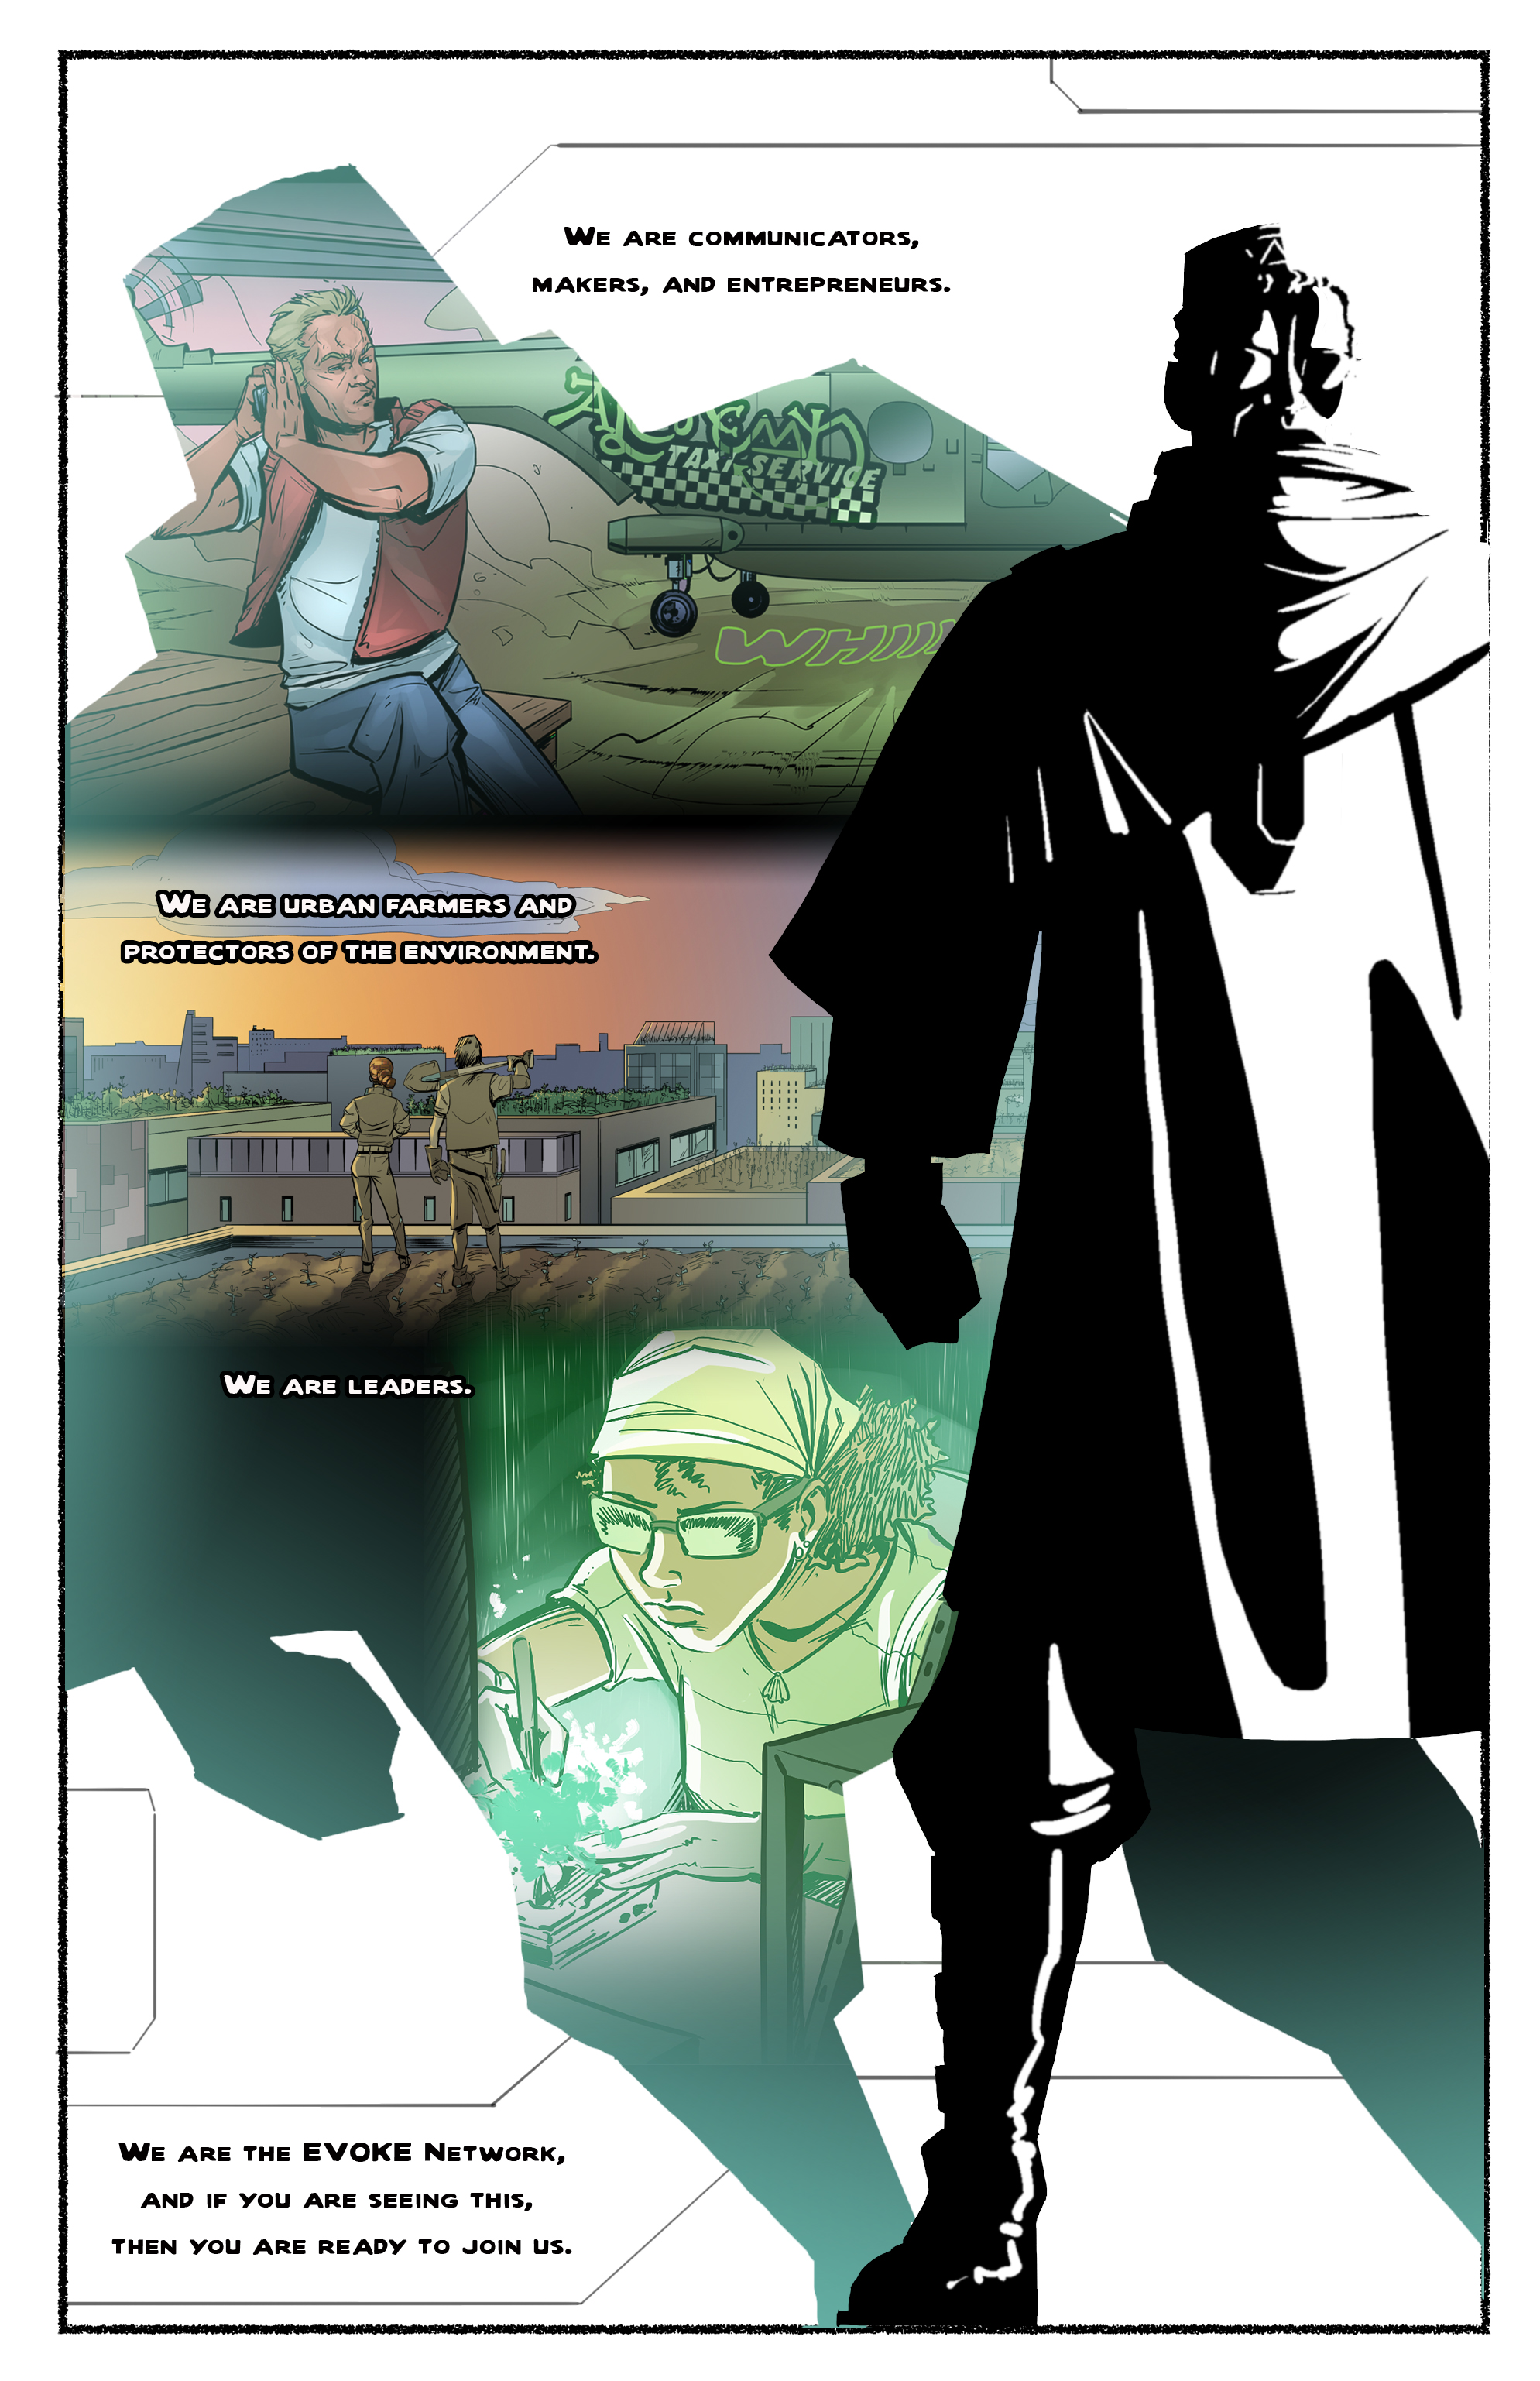 We are communicators,
makers, and entrepreneurs.
Alchemy
TAXI SERVICE
WHIII
We are urban farmers and
protectors of the environment.
We are leaders.
We are the EVOKE Network,
and if you are seeing this,
then you are ready to join us.